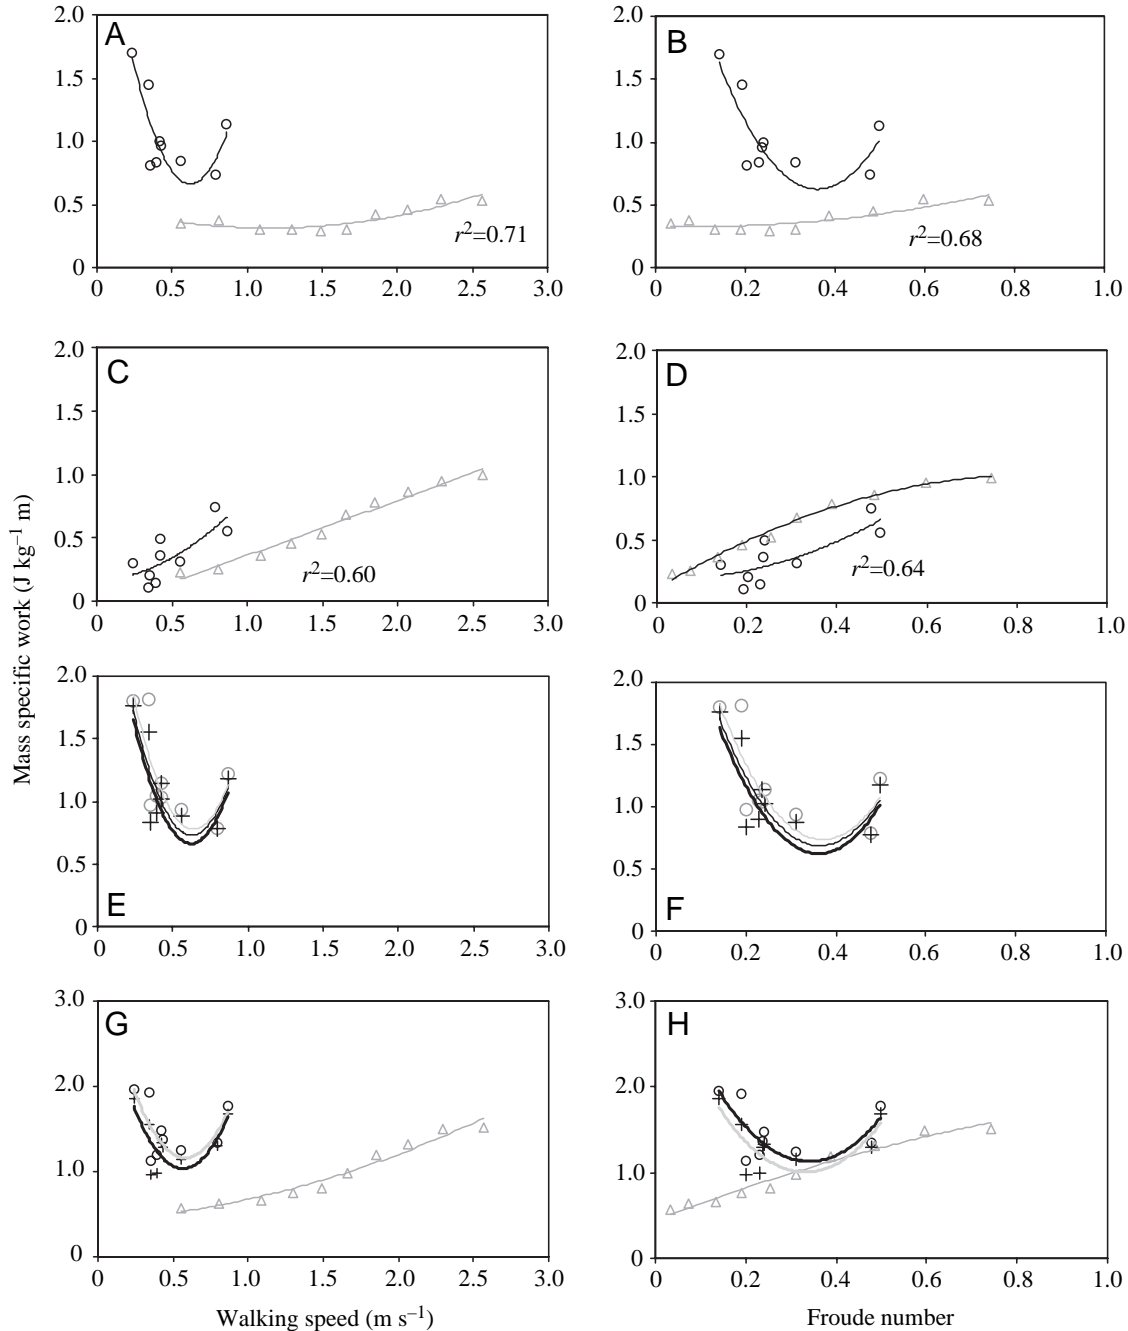 A
2.0
1.5
1.0
0.5
0
r²=0.71
0 0.5 1.0 1.5 2.0 2.5 3.0
B
2.0
1.5
1.0
0.5
0
r²=0.68
0 0.2 0.4 0.6 0.8 1.0
C
2.0
1.5
1.0
0.5
0
r²=0.60
0 0.5 1.0 1.5 2.0 2.5 3.0
D
2.0
1.5
1.0
0.5
0
r²=0.64
0 0.2 0.4 0.6 0.8 1.0
Mass specific work (J kg⁻¹ m)
2.0
1.5
1.0
0.5
0
E
0 0.5 1.0 1.5 2.0 2.5 3.0
2.0
1.5
1.0
0.5
0
F
0 0.2 0.4 0.6 0.8 1.0
G
3.0
2.0
1.0
0
0 0.5 1.0 1.5 2.0 2.5 3.0
Walking speed (m s⁻¹)
H
3.0
2.0
1.0
0
0 0.2 0.4 0.6 0.8 1.0
Froude number